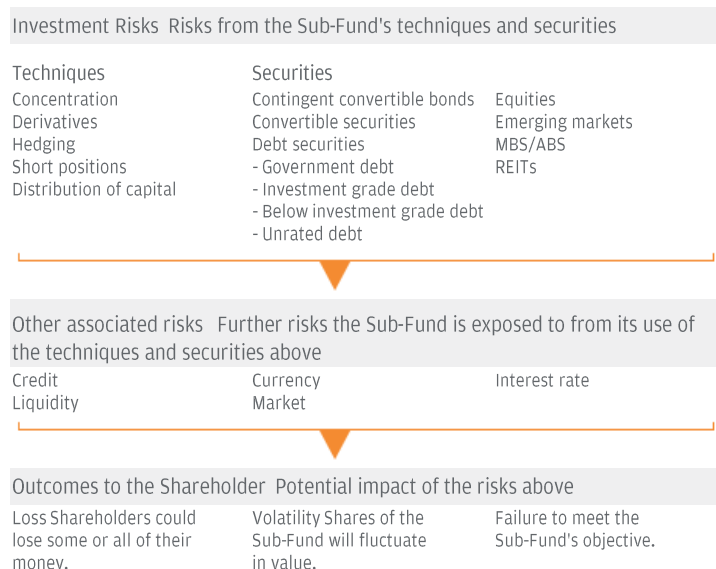 Investment Risks Risks from the Sub-Fund's techniques and securities
Techniques
Concentration
Derivatives
Hedging
Short positions
Distribution of capital
Securities
Contingent convertible bonds
Convertible securities
Debt securities
- Government debt
- Investment grade debt
- Below investment grade debt
- Unrated debt
Equities
Emerging markets
MBS/ABS
REITs
Other associated risks Further risks the Sub-Fund is exposed to from its use of
the techniques and securities above
Credit
Liquidity
Currency
Market
Interest rate
Outcomes to the Shareholder Potential impact of the risks above
Loss Shareholders could
lose some or all of their
money.
Volatility Shares of the
Sub-Fund will fluctuate
in value.
Failure to meet the
Sub-Fund's objective.